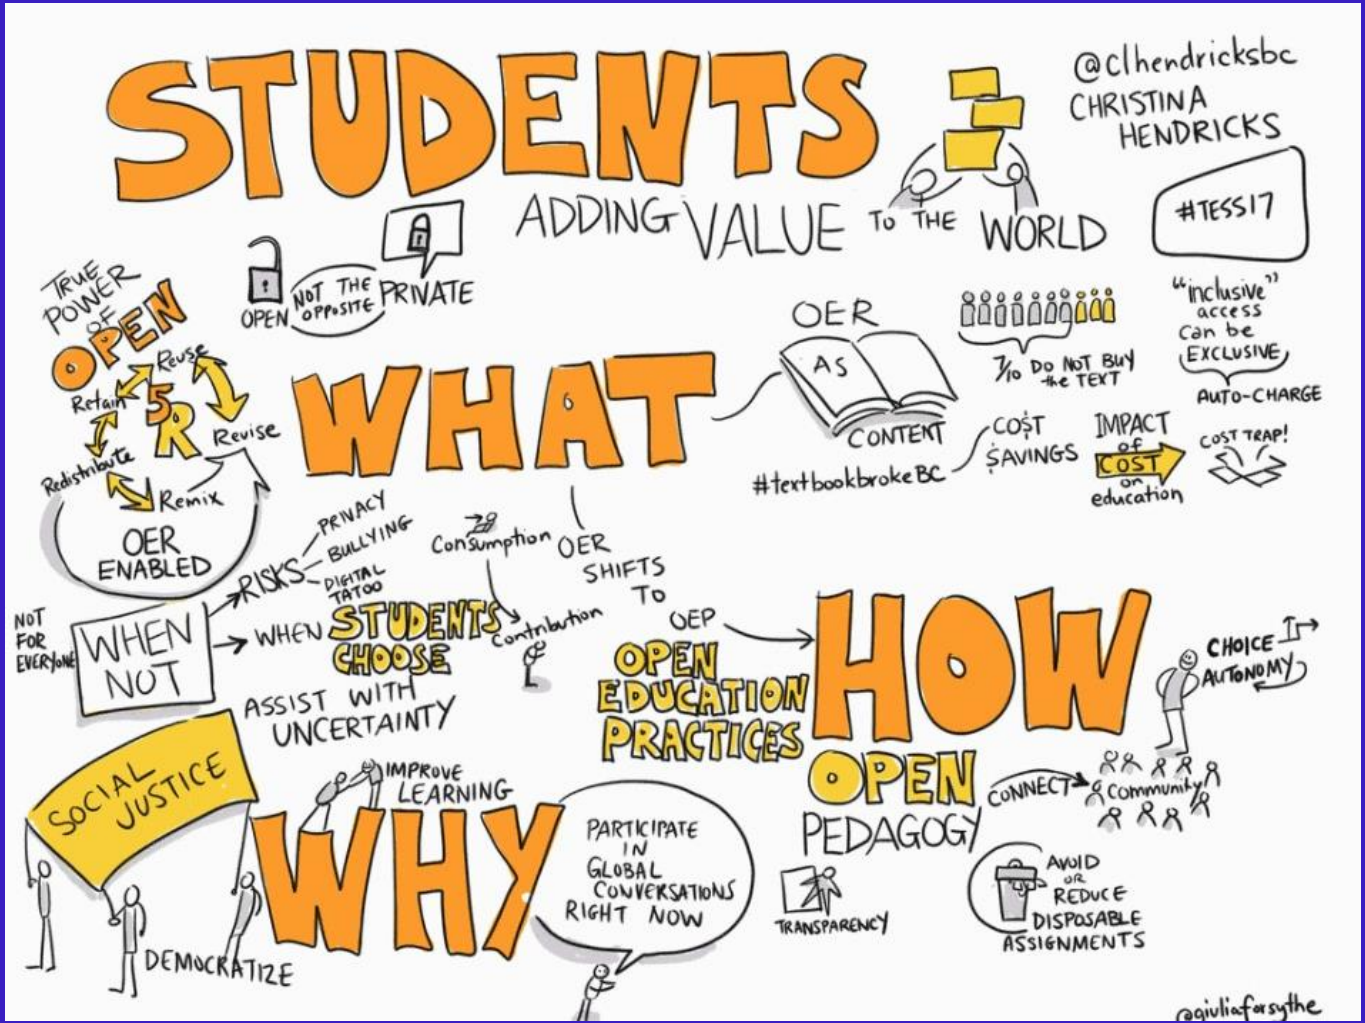 STUDENTS
ADDING VALUE TO THE WORLD
@clhendricksbc
CHRISTINA
HENDRICKS
#TESS17
OPEN
NOT THE
OPPOSITE
PRIVATE
TRUE
POWER
OF
OPEN
5R
Reuse
Revise
Remix
Redistribute
Retain
OER
ENABLED
WHAT
OER
AS
CONTENT
#textbookbrokeBC
7/10 DO NOT BUY
the TEXT
CO$T
$AVINGS
IMPACT
of
COST
on
education
"inclusive"
access
can be
EXCLUSIVE
AUTO-CHARGE
COST TRAP!
OER
SHIFTS
TO
OEP
OPEN
EDUCATION
PRACTICES
Consumption
Contribution
NOT
FOR
EVERYONE
WHEN
NOT
RISKS
PRIVACY
BULLYING
DIGITAL
TATOO
WHEN STUDENTS
CHOOSE
ASSIST WITH
UNCERTAINTY
HOW
CHOICE
AUTONOMY
OPEN
PEDAGOGY
CONNECT
Community
TRANSPARENCY
AVOID
OR
REDUCE
DISPOSABLE
ASSIGNMENTS
WHY
IMPROVE
LEARNING
SOCIAL
JUSTICE
DEMOCRATIZE
PARTICIPATE
IN
GLOBAL
CONVERSATIONS
RIGHT NOW
@giuliaforsythe